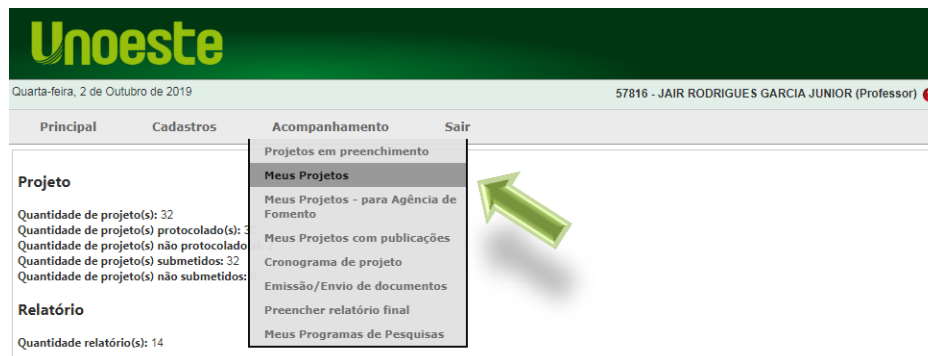 Unoeste
Quarta-feira, 2 de Outubro de 2019
57816 - JAIR RODRIGUES GARCIA JUNIOR (Professor)
Principal Cadastros Acompanhamento Sair
Projetos em preenchimento
Meus Projetos
Meus Projetos - para Agência de
Fomento
Meus Projetos com publicações
Cronograma de projeto
Emissão/Envio de documentos
Preencher relatório final
Meus Programas de Pesquisas
Projeto
Quantidade de projeto(s): 32
Quantidade de projeto(s) protocolado(s):
Quantidade de projeto(s) não protocolado
Quantidade de projeto(s) submetidos: 32
Quantidade de projeto(s) não submetidos:
Relatório
Quantidade relatório(s): 14